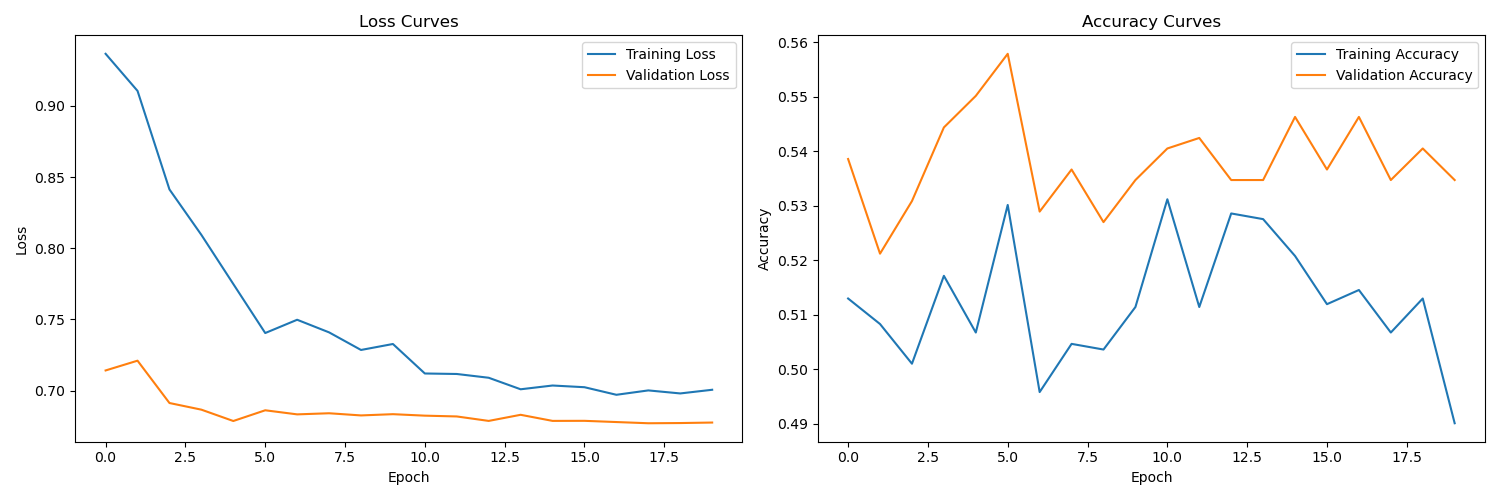 Loss Curves
Training Loss
Validation Loss
0.90
0.85
0.80
0.75
0.70
Loss
0.0 2.5 5.0 7.5 10.0 12.5 15.0 17.5
Epoch
Accuracy Curves
Training Accuracy
Validation Accuracy
0.56
0.55
0.54
0.53
0.52
0.51
0.50
0.49
Accuracy
0.0 2.5 5.0 7.5 10.0 12.5 15.0 17.5
Epoch